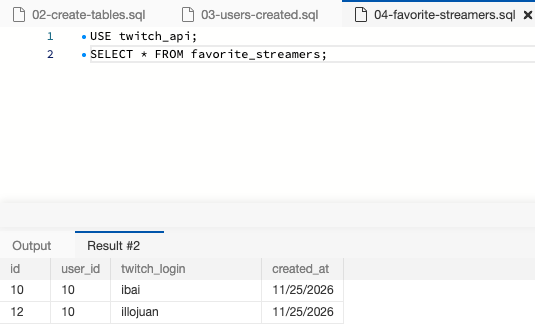 02-create-tables.sql 03-users-created.sql 04-favorite-streamers.sql
1 USE twitch_api;
2 SELECT * FROM favorite_streamers;
Output Result #2
id user_id twitch_login created_at
10 10 ibai 11/25/2026
12 10 illojuan 11/25/2026